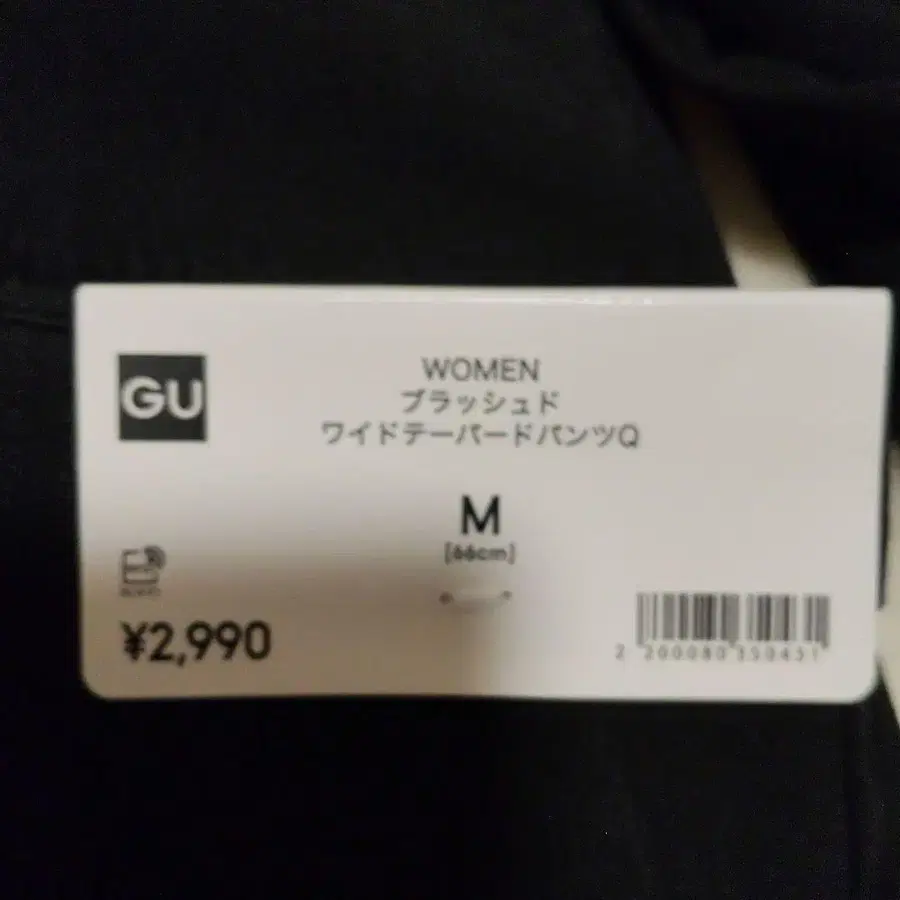 GU
WOMEN
ブラッシュド
ワイドテーパードパンツQ
M
[66cm]
¥2,990
2 200080 350431